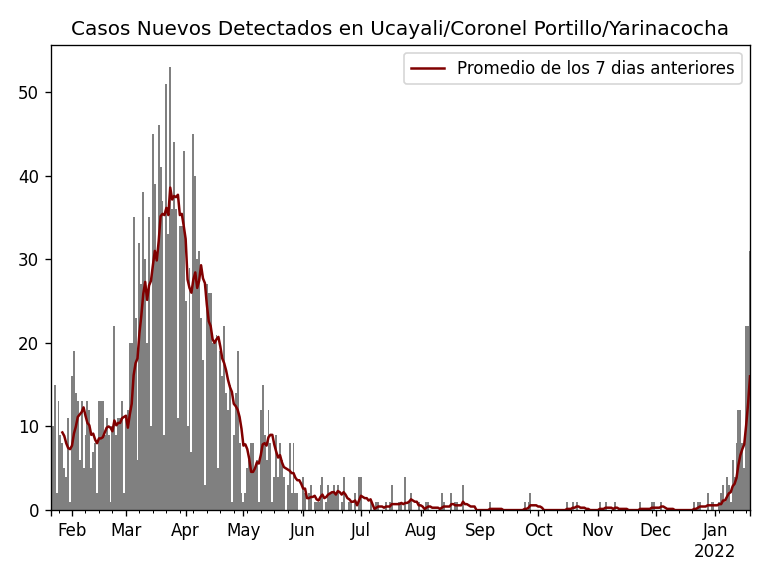 Casos Nuevos Detectados en Ucayali/Coronel Portillo/Yarinacocha
Promedio de los 7 dias anteriores
50
40
30
20
10
0
Feb Mar Apr May Jun Jul Aug Sep Oct Nov Dec Jan
2022